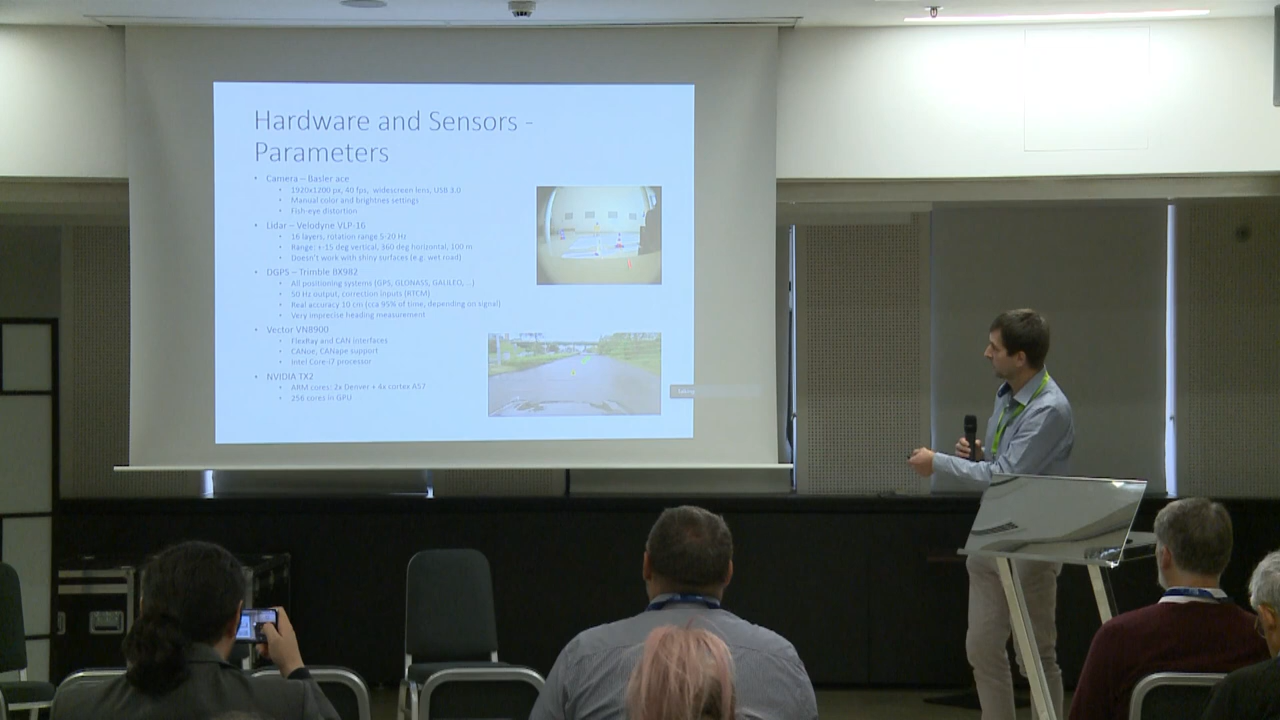 Hardware and Sensors -
Parameters
• Camera – Basler ace
• 1920x1200 px, 40 fps, widescreen lens, USB 3.0
• Manual color and brightnes settings
• Fish-eye distortion
• Lidar – Velodyne VLP-16
• 16 layers, rotation range 5-20 Hz
• Range: +-15 deg vertical, 360 deg horizontal, 100 m
• Doesn't work with shiny surfaces (e.g. wet road)
• DGPS – Trimble BX982
• All positioning systems (GPS, GLONASS, GALILEO, ...)
• 50 Hz output, correction inputs (RTCM)
• Real accuracy 10 cm (cca 95% of time, depending on signal)
• Very imprecise heading measurement
• Vector VN8900
• FlexRay and CAN interfaces
• CANoe, CANape support
• Intel Core-i7 processor
• NVIDIA TX2
• ARM cores: 2x Denver + 4x cortex A57
• 256 cores in GPU